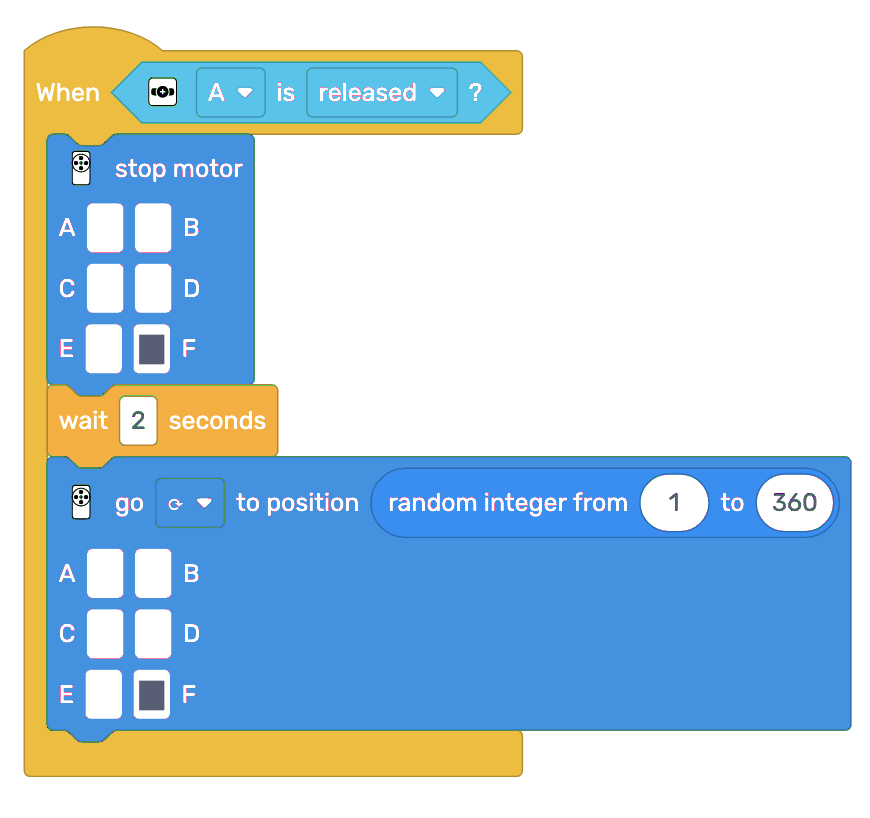 When A is released ?
stop motor
A B
C D
E F
wait 2 seconds
go to position random integer from 1 to 360
A B
C D
E F